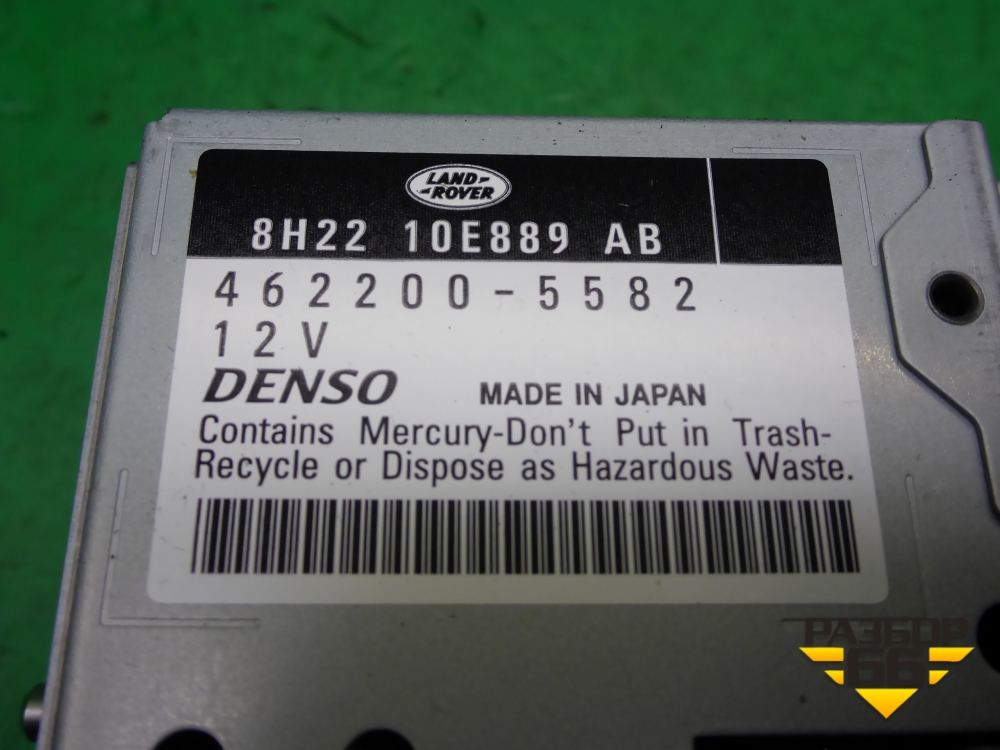 LAND-
-ROVER
8H22 10E889 AB
462200-5582
12V
DENSO MADE IN JAPAN
Contains Mercury-Don't Put in Trash-
Recycle or Dispose as Hazardous Waste.
РАЗБОР
66